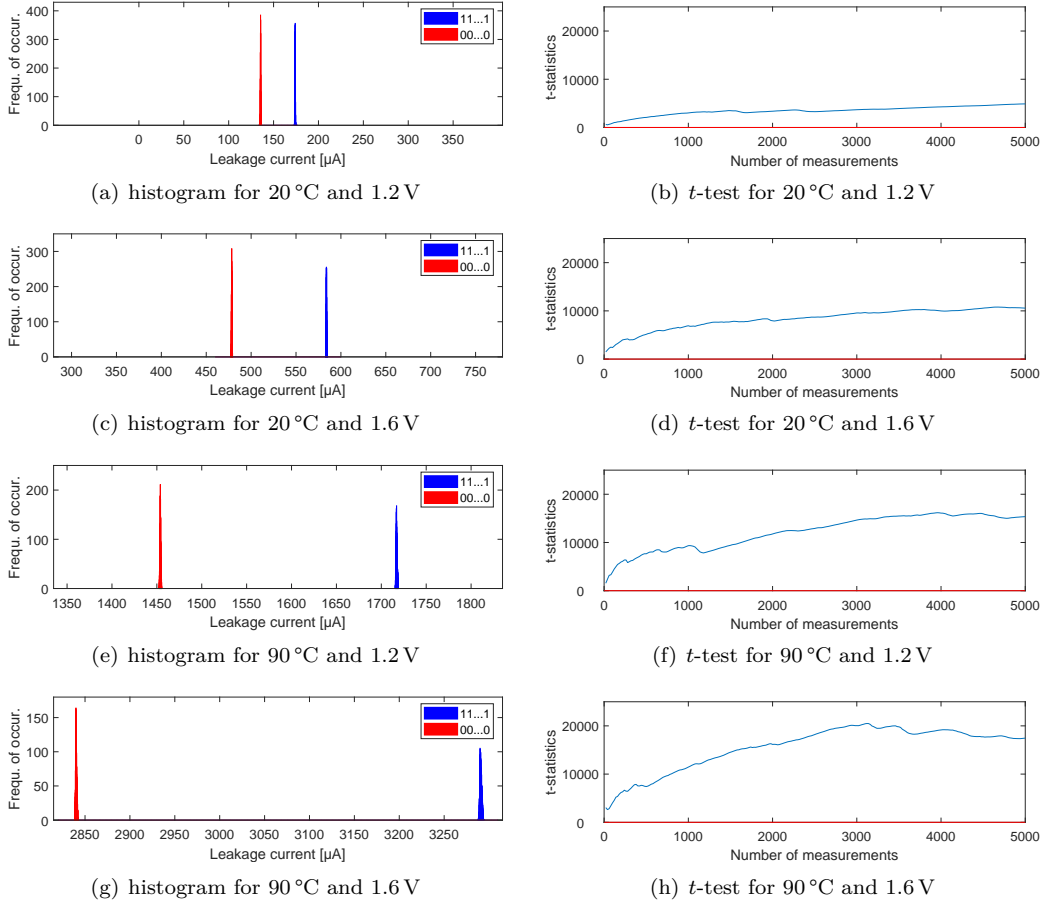 400
300
200
100
0
Frequ. of occur.
11...1
00...0
0 50 100 150 200 250 300 350
Leakage current [µA]
(a) histogram for 20 °C and 1.2 V
20000
10000
0
t-statistics
0 1000 2000 3000 4000 5000
Number of measurements
(b) t-test for 20 °C and 1.2 V
300
200
100
0
Frequ. of occur.
11...1
00...0
300 350 400 450 500 550 600 650 700 750
Leakage current [µA]
(c) histogram for 20 °C and 1.6 V
20000
10000
0
t-statistics
0 1000 2000 3000 4000 5000
Number of measurements
(d) t-test for 20 °C and 1.6 V
200
100
0
Frequ. of occur.
11...1
00...0
1350 1400 1450 1500 1550 1600 1650 1700 1750 1800
Leakage current [µA]
(e) histogram for 90 °C and 1.2 V
20000
10000
0
t-statistics
0 1000 2000 3000 4000 5000
Number of measurements
(f) t-test for 90 °C and 1.2 V
150
100
50
0
Frequ. of occur.
11...1
00...0
2850 2900 2950 3000 3050 3100 3150 3200 3250
Leakage current [µA]
(g) histogram for 90 °C and 1.6 V
20000
10000
0
t-statistics
0 1000 2000 3000 4000 5000
Number of measurements
(h) t-test for 90 °C and 1.6 V